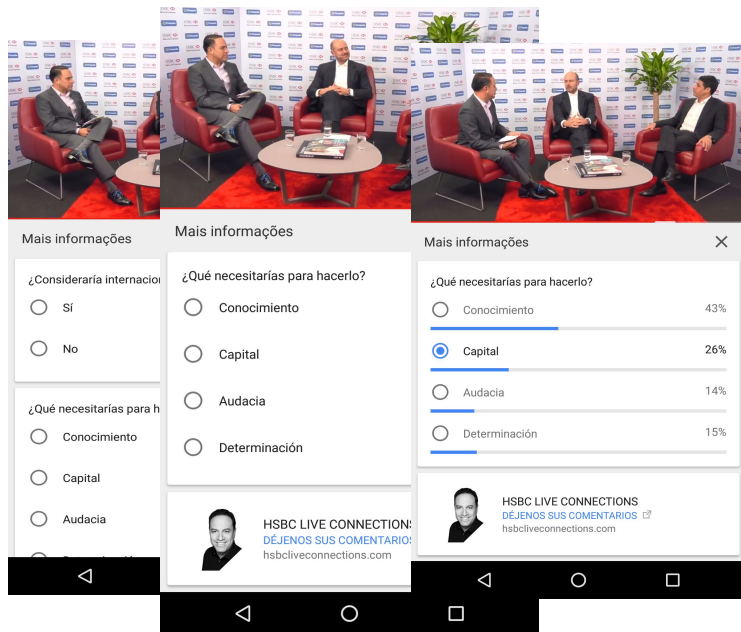 Mais informações
¿Consideraría internacio
Sí
No
¿Qué necesitarías para h
Conocimiento
Capital
Audacia
Mais informações
¿Qué necesitarías para hacerlo?
Conocimiento
Capital
Audacia
Determinación
HSBC LIVE CONNECTIONS
DÉJENOS SUS COMENTARIOS
hsbcliveconnections.com
Mais informações
¿Qué necesitarías para hacerlo?
Conocimiento 43%
Capital 26%
Audacia 14%
Determinación 15%
HSBC LIVE CONNECTIONS
DÉJENOS SUS COMENTARIOS
hsbcliveconnections.com